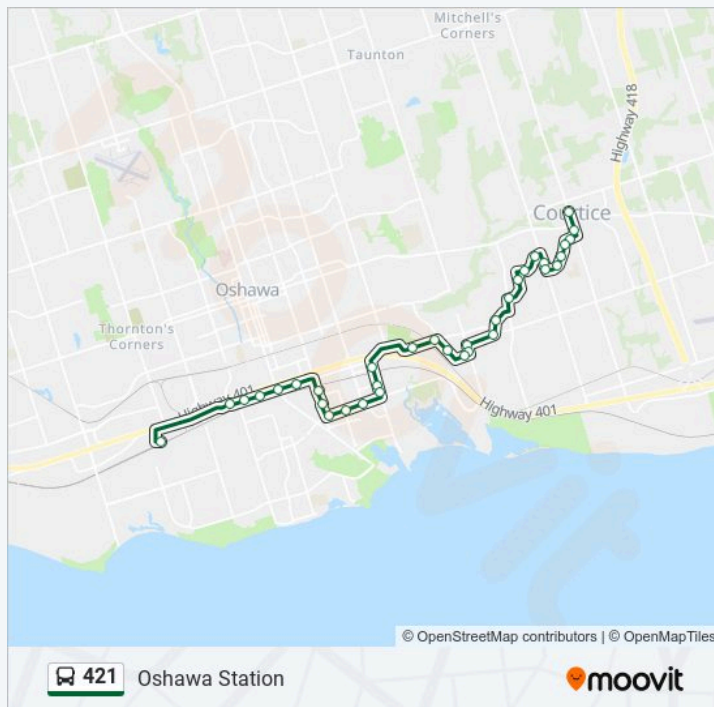 Mitchell's
Corners
Taunton
Highway 418
Courtice
Oshawa
Thornton's
Corners
Highway 401
Highway 401
© OpenStreetMap contributors | © OpenMapTiles
421 Oshawa Station
moovit